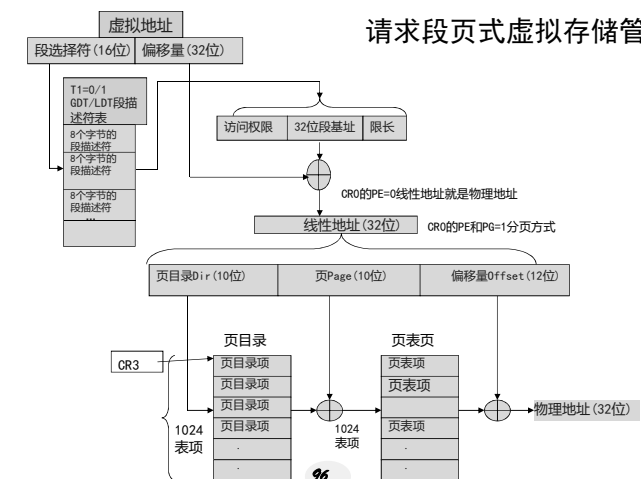 请求段页式虚拟存储管
虚拟地址
段选择符(16位) 偏移量(32位)
T1=0/1
GDT/LDT段描
述符表
8个字节的
段描述符
8个字节的
段描述符
8个字节的
段描述符
…
访问权限 32位段基址 限长
CR0的PE=0线性地址就是物理地址
线性地址(32位) CR0的PE和PG=1分页方式
页目录Dir(10位) 页Page(10位) 偏移量Offset(12位)
页目录 页表页
CR3
页目录项 页表项
页目录项 页表项
页目录项
物理地址(32位)
页目录项 页表项
1024
表项
1024
表项
.
.
.
.
96